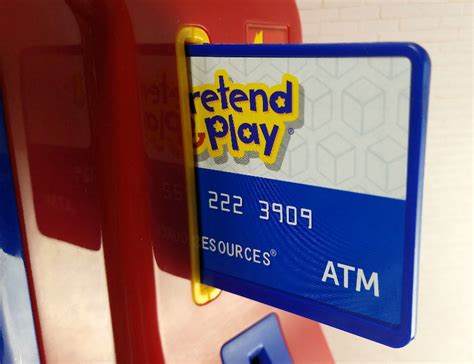 retend
play®
222 3909
ESOURCES®
ATM